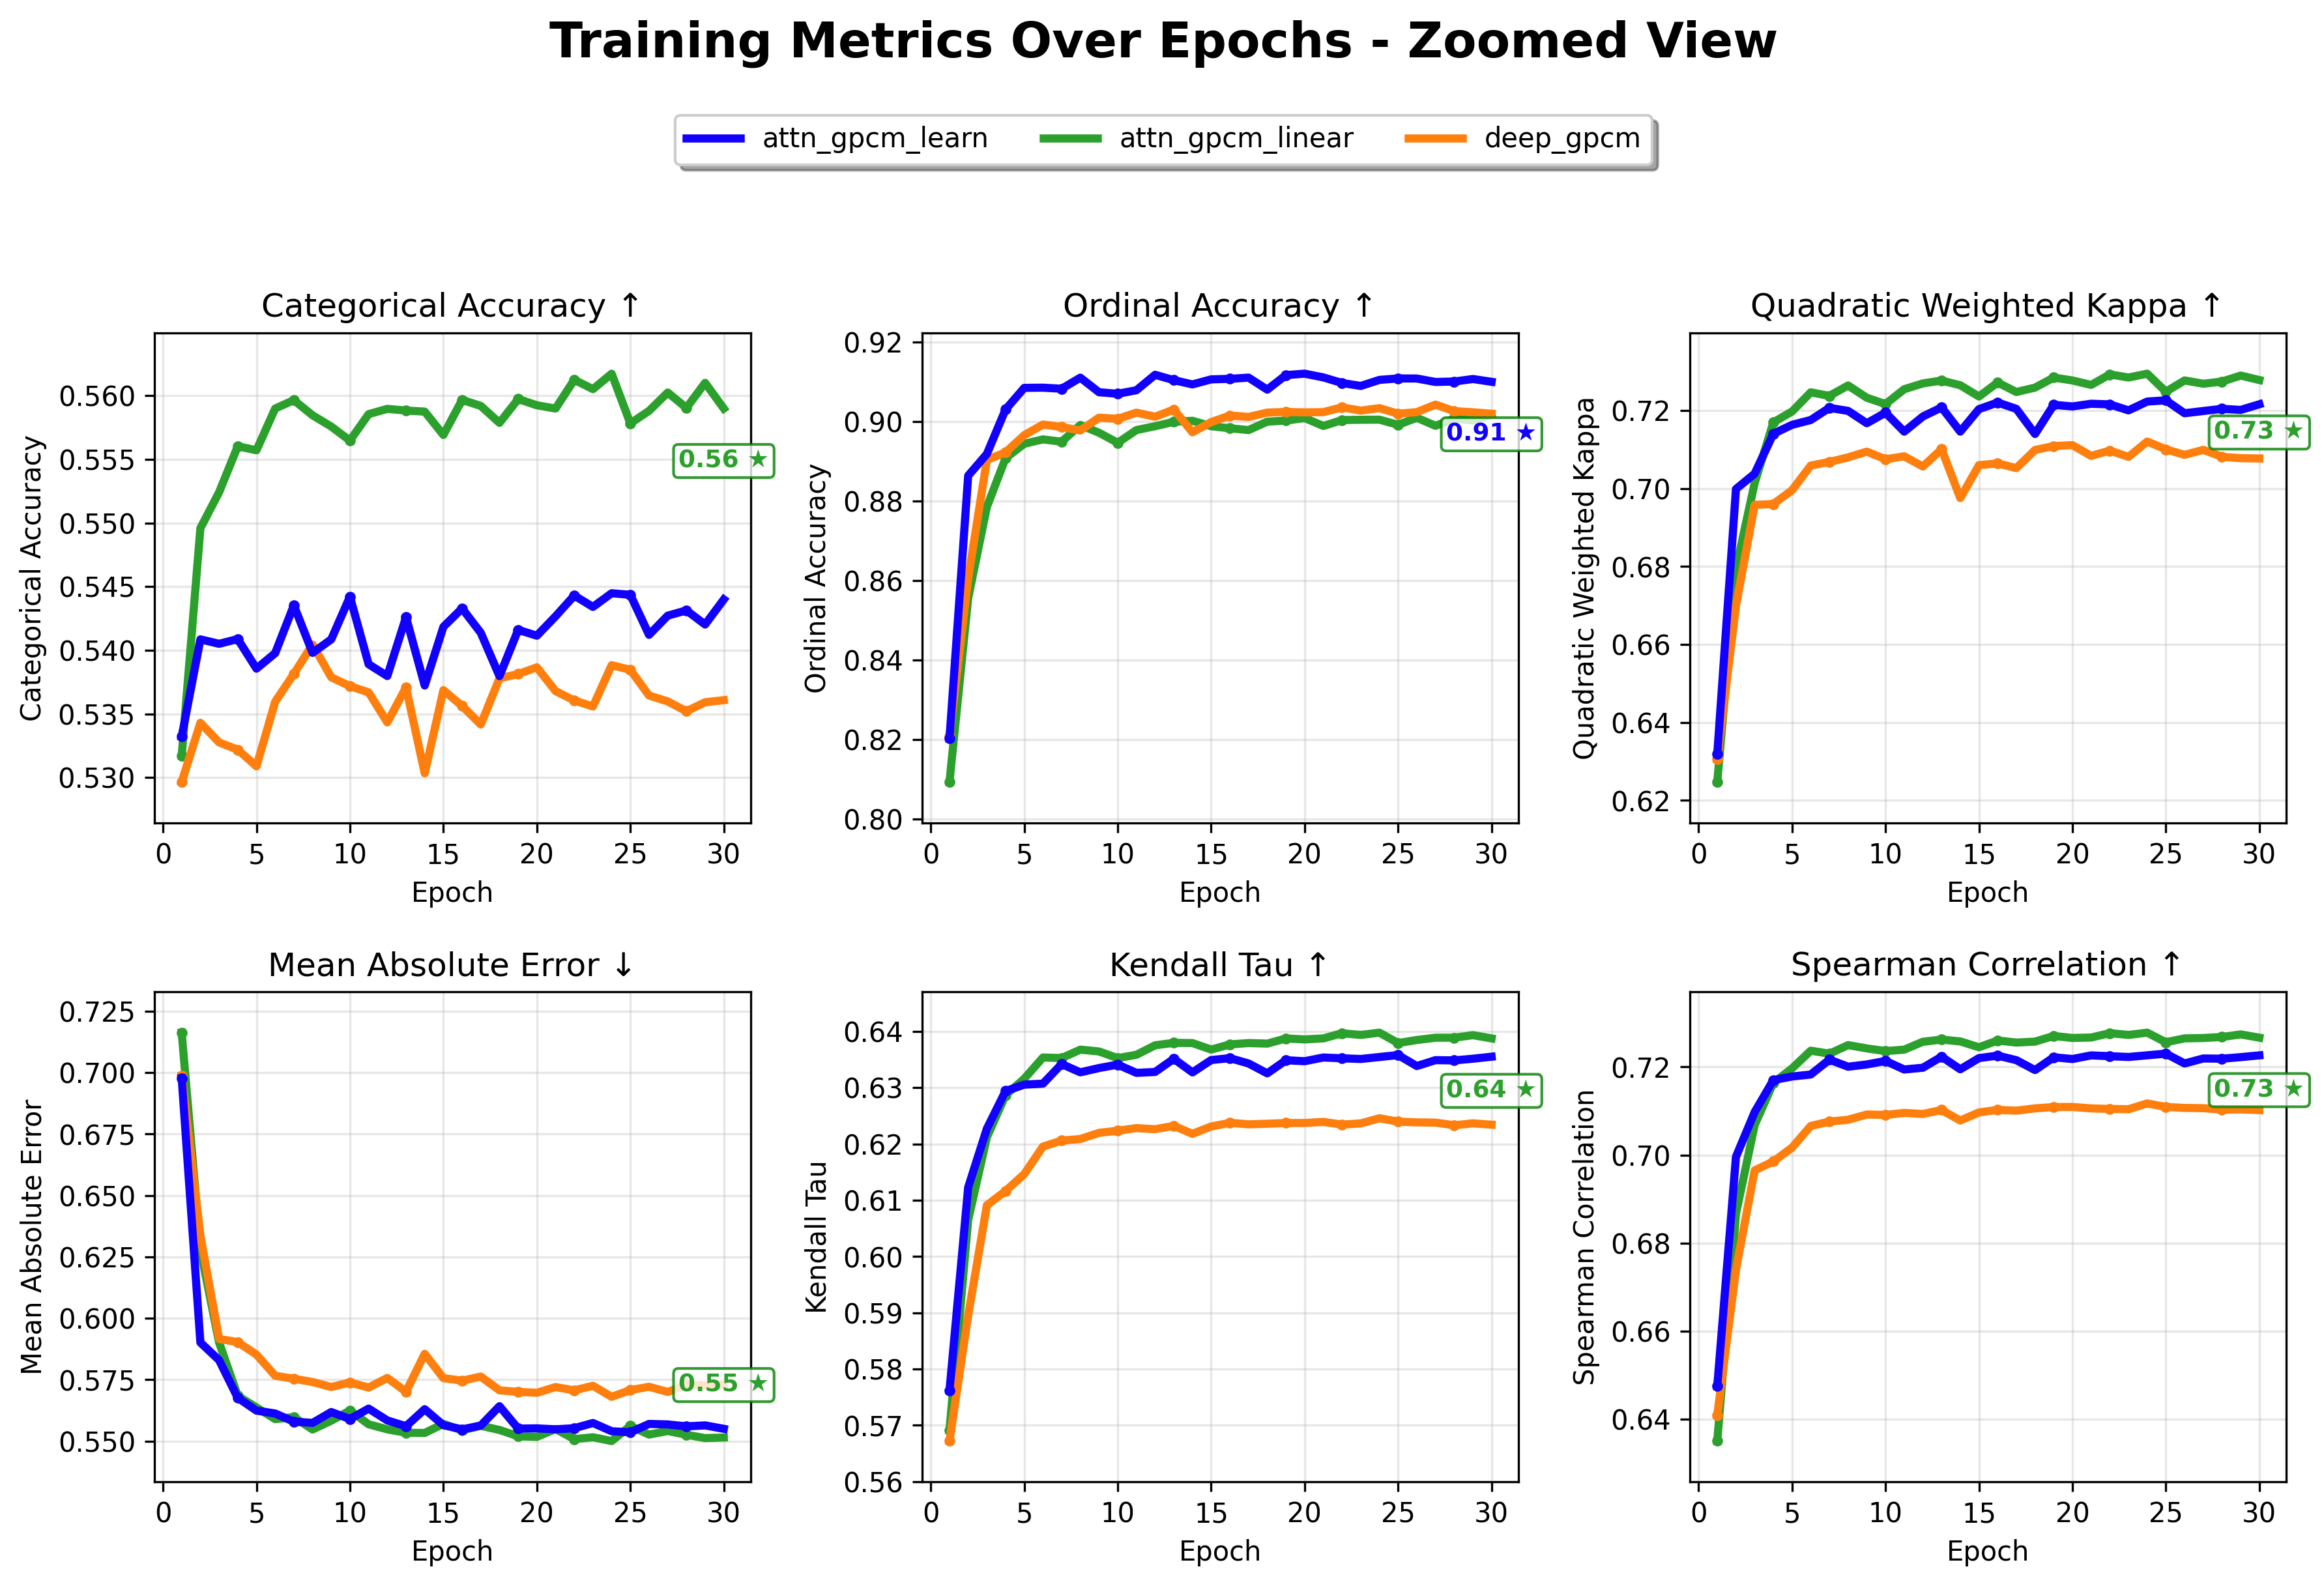 Training Metrics Over Epochs - Zoomed View
attn_gpcm_learn attn_gpcm_linear deep_gpcm
Categorical Accuracy ↑
Categorical Accuracy
0.560
0.555
0.550
0.545
0.540
0.535
0.530
0.56 ★
0 5 10 15 20 25 30
Epoch
Ordinal Accuracy ↑
Ordinal Accuracy
0.92
0.90
0.88
0.86
0.84
0.82
0.80
0.91 ★
0 5 10 15 20 25 30
Epoch
Quadratic Weighted Kappa ↑
Quadratic Weighted Kappa
0.72
0.70
0.68
0.66
0.64
0.62
0.73 ★
0 5 10 15 20 25 30
Epoch
Mean Absolute Error ↓
Mean Absolute Error
0.725
0.700
0.675
0.650
0.625
0.600
0.575
0.550
0.55 ★
0 5 10 15 20 25 30
Epoch
Kendall Tau ↑
Kendall Tau
0.64
0.63
0.62
0.61
0.60
0.59
0.58
0.57
0.56
0.64 ★
0 5 10 15 20 25 30
Epoch
Spearman Correlation ↑
Spearman Correlation
0.72
0.70
0.68
0.66
0.64
0.73 ★
0 5 10 15 20 25 30
Epoch